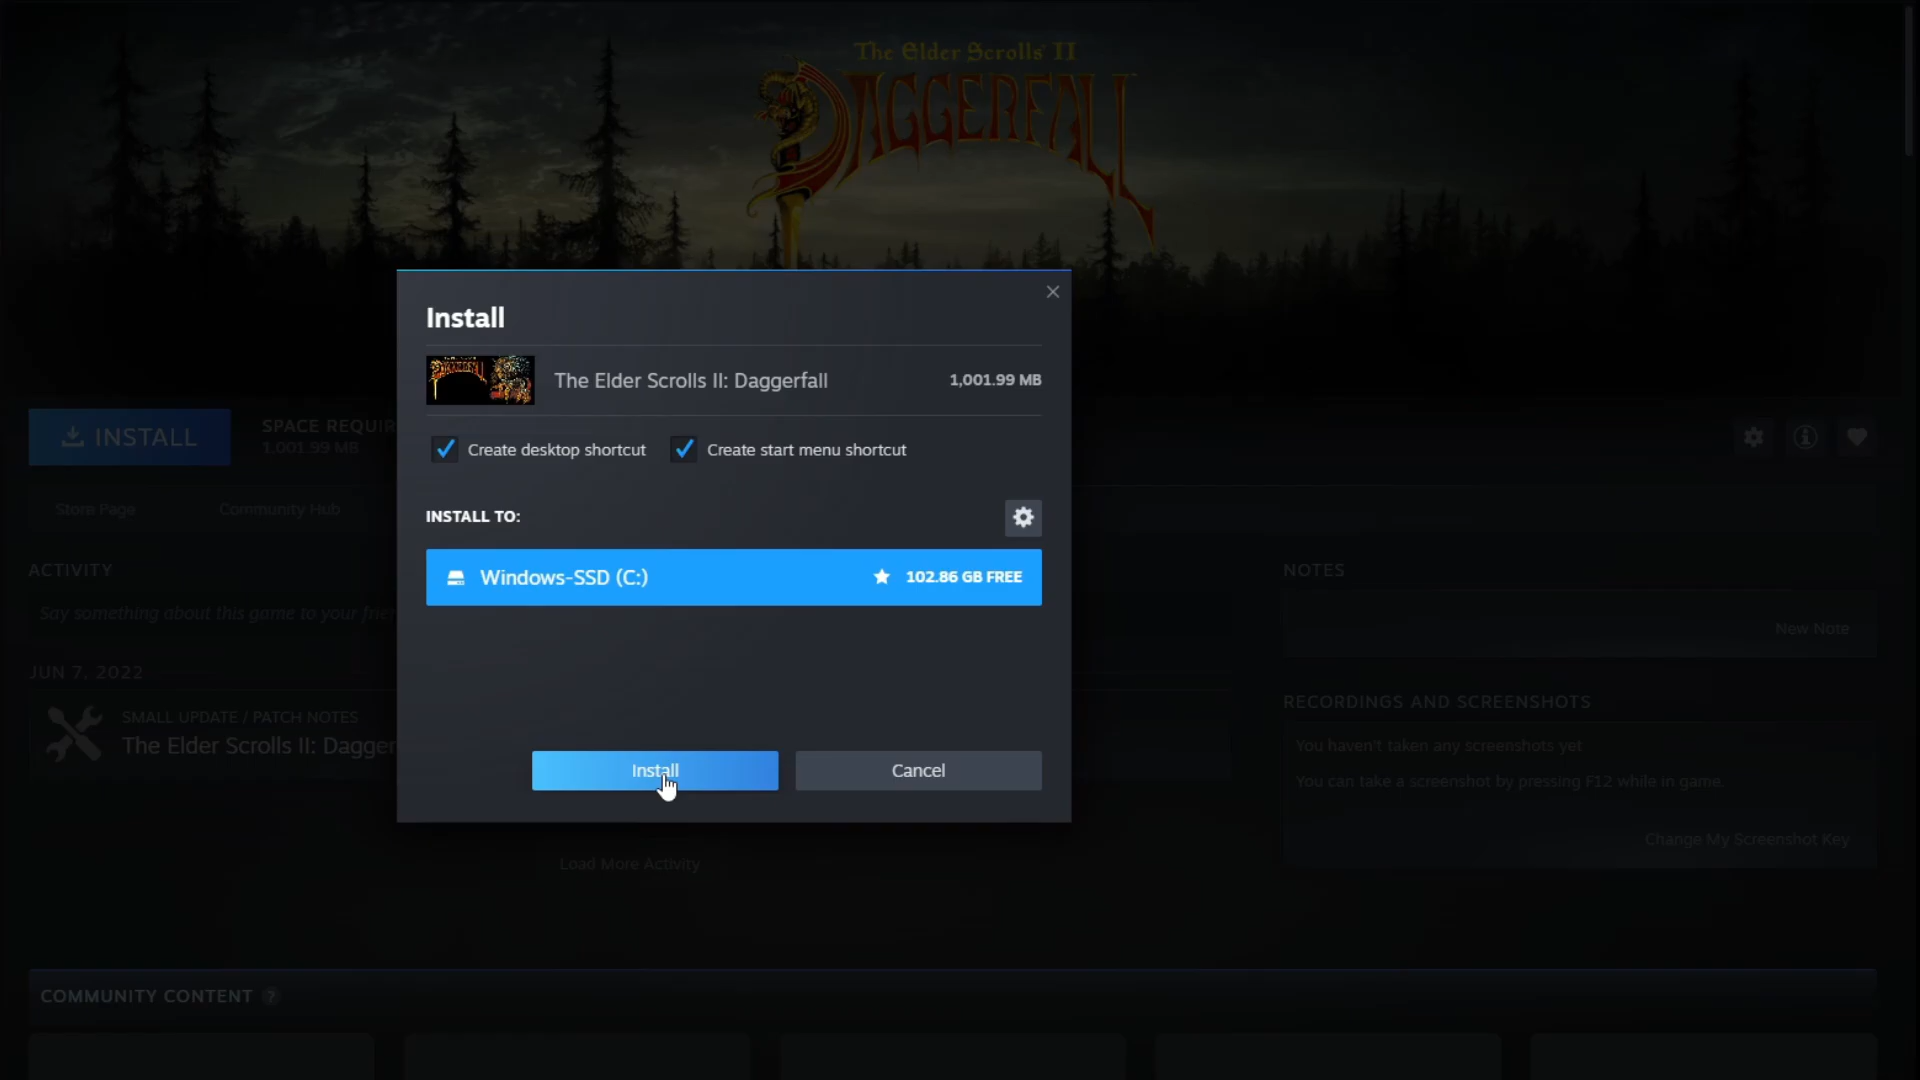 The Elder Scrolls II
DAGGERFALL
Install
The Elder Scrolls II: Daggerfall
1,001.99 MB
Create desktop shortcut
Create start menu shortcut
INSTALL TO:
Windows-SSD (C:)
102.86 GB FREE
Install
Cancel
INSTALL
SPACE REQUIR
1,001.99 MB
Store Page
Community Hub
ACTIVITY
Say something about this game to your frie
JUN 7, 2022
SMALL UPDATE / PATCH NOTES
The Elder Scrolls II: Dagger
Load More Activity
NOTES
New Note
RECORDINGS AND SCREENSHOTS
You haven't taken any screenshots yet
You can take a screenshot by pressing F12 while in game.
Change My Screenshot Key
COMMUNITY CONTENT ?